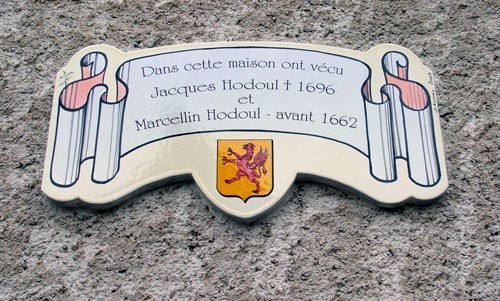 Dans cette maison ont vécu
Jacques Hodoul † 1696
et
Marcellin Hodoul - avant 1662